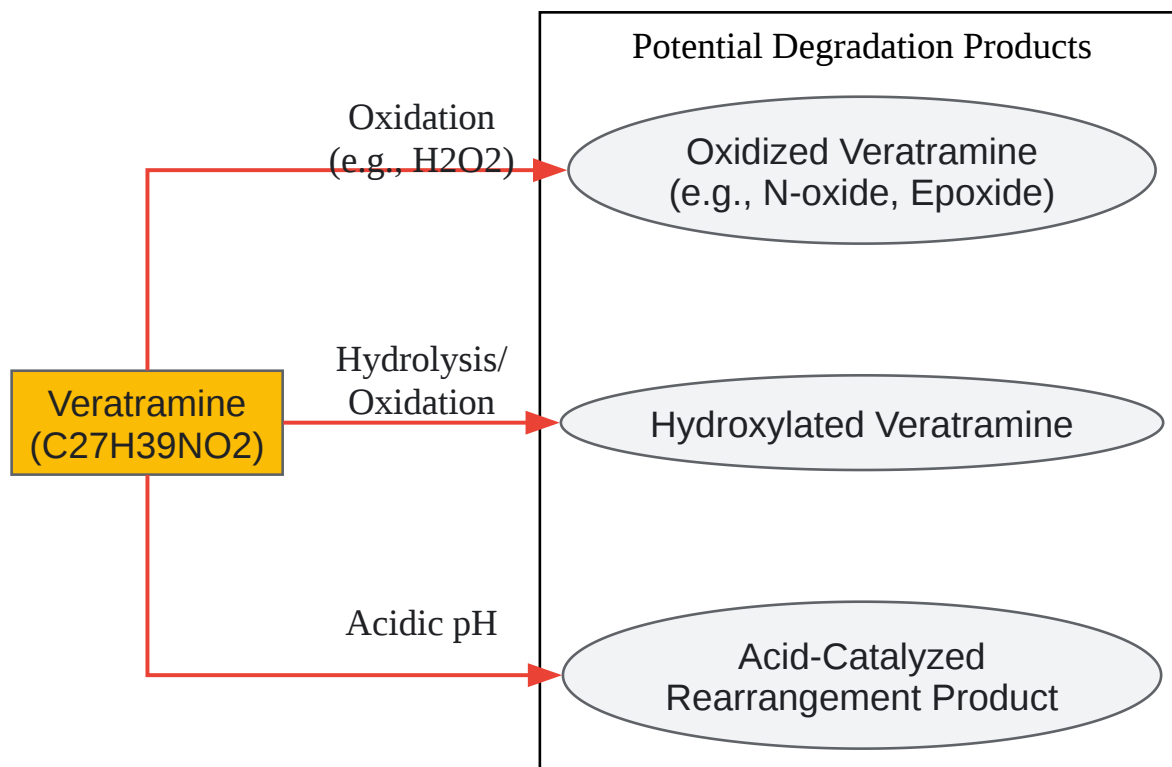 Potential Degradation Products
Oxidation
(e.g., H2O2)
Oxidized Veratramine
(e.g., N-oxide, Epoxide)
Veratramine
(C27H39NO2)
Hydrolysis/
Oxidation
Hydroxylated Veratramine
Acidic pH
Acid-Catalyzed
Rearrangement Product